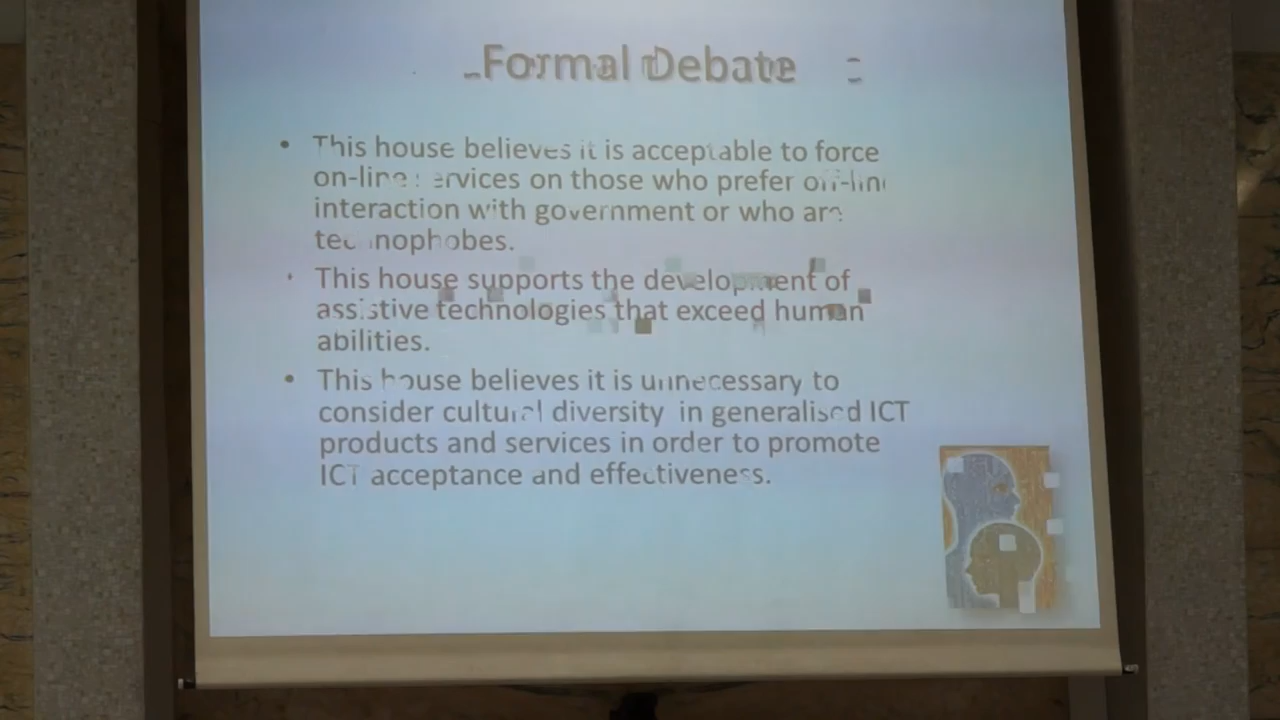 Formal Debate
• This house believes it is acceptable to force
on-line services on those who prefer off-line
interaction with government or who are
technophobes.
• This house supports the development of
assistive technologies that exceed human
abilities.
• This house believes it is unnecessary to
consider cultural diversity in generalised ICT
products and services in order to promote
ICT acceptance and effectiveness.